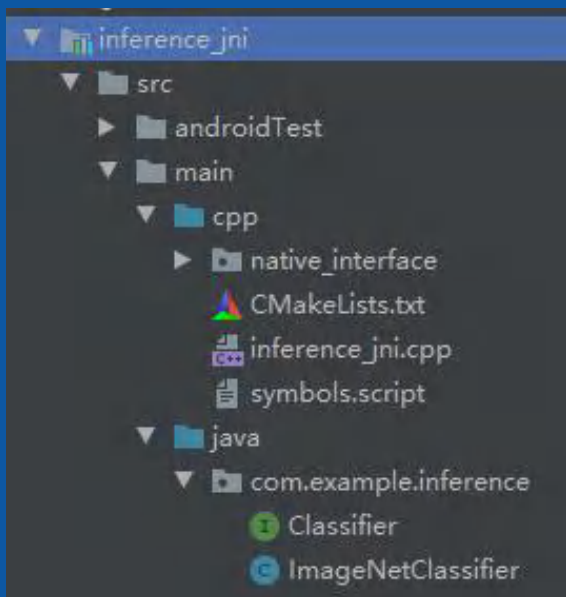 inference_jni
src
androidTest
main
cpp
native_interface
CMakeLists.txt
C++ inference_jni.cpp
symbols.script
java
com.example.inference
I Classifier
C ImageNetClassifier